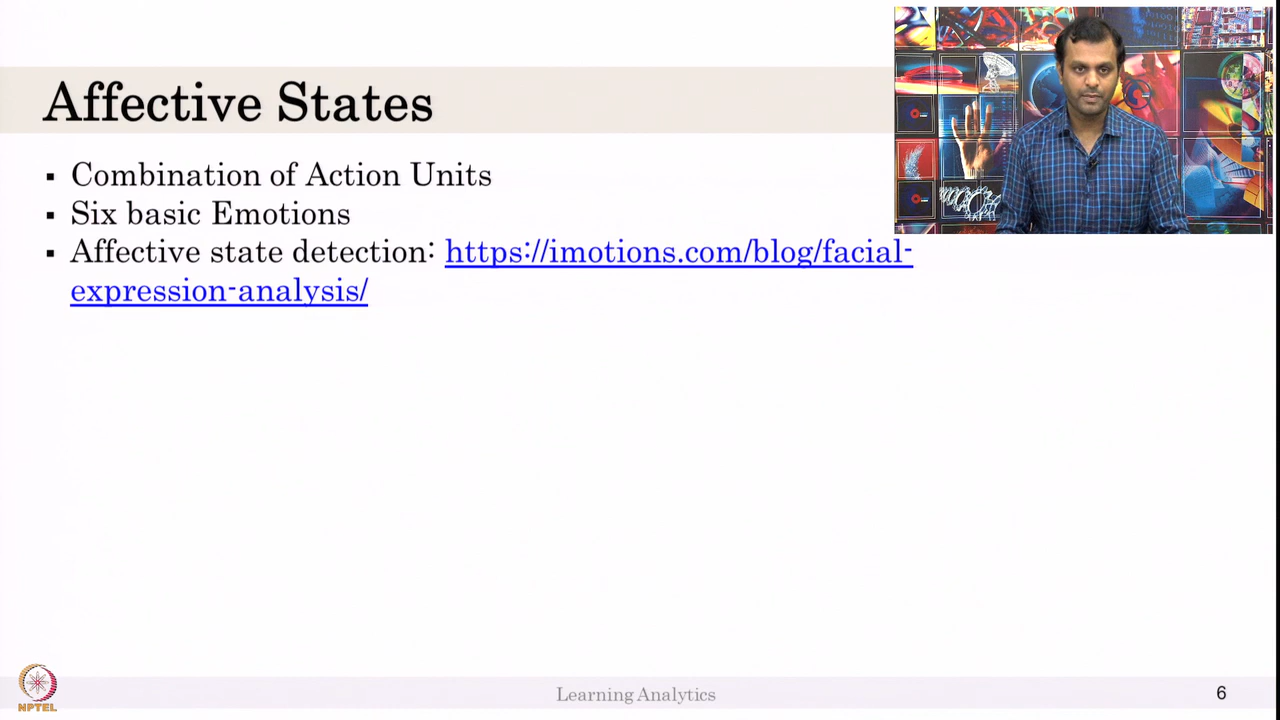 Affective States
▪ Combination of Action Units
▪ Six basic Emotions
▪ Affective state detection: https://imotions.com/blog/facial-
expression-analysis/
NPTEL
Learning Analytics
6